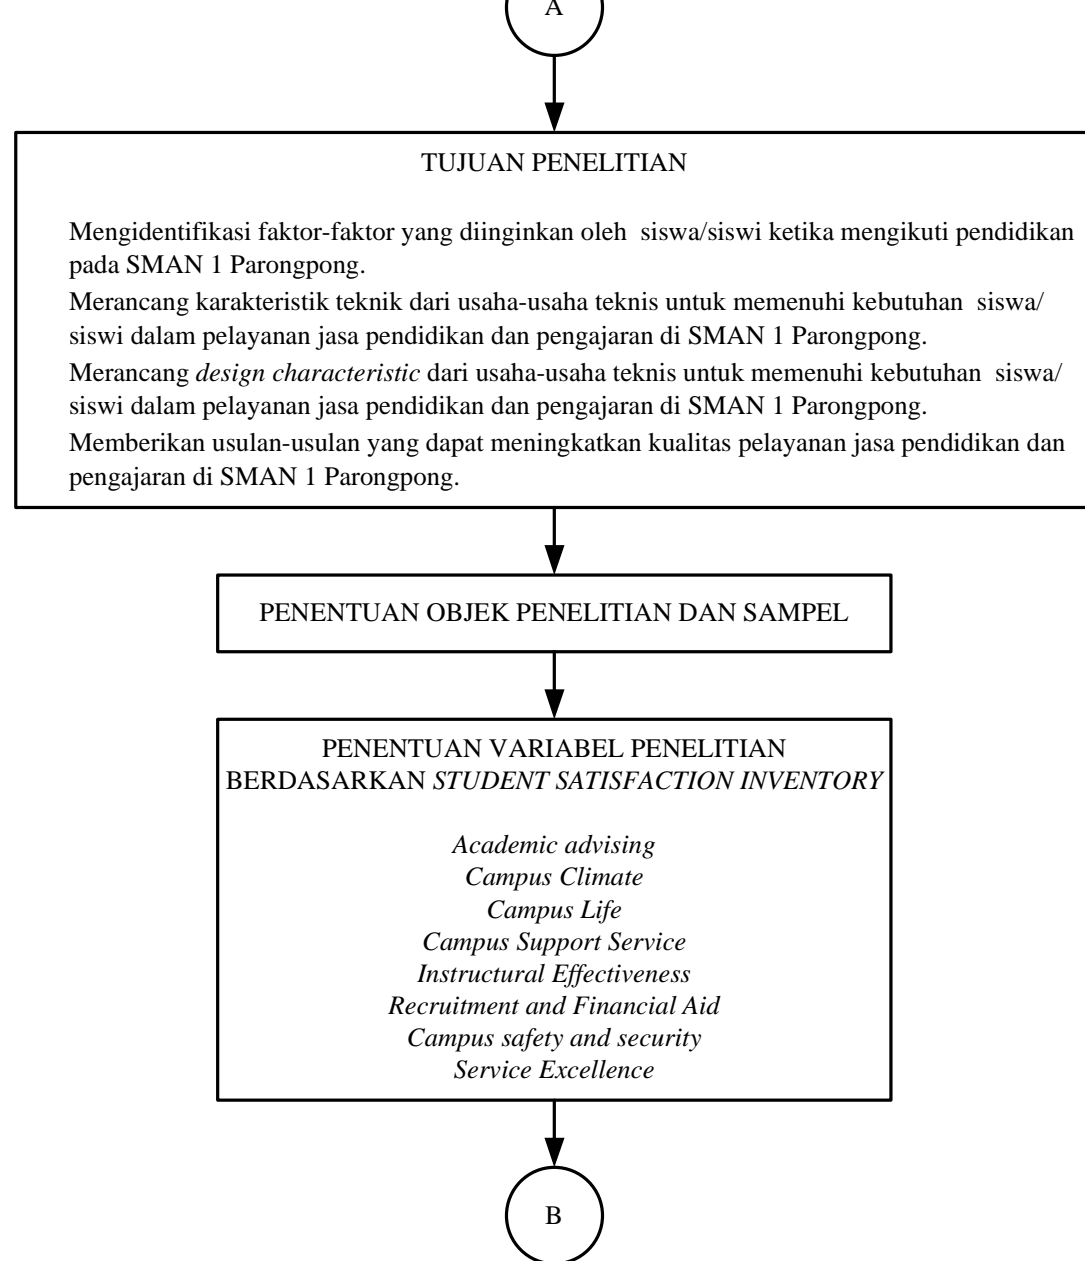 A
TUJUAN PENELITIAN
Mengidentifikasi faktor-faktor yang diinginkan oleh siswa/siswi ketika mengikuti pendidikan
pada SMAN 1 Parongpong.
Merancang karakteristik teknik dari usaha-usaha teknis untuk memenuhi kebutuhan siswa/
siswi dalam pelayanan jasa pendidikan dan pengajaran di SMAN 1 Parongpong.
Merancang design characteristic dari usaha-usaha teknis untuk memenuhi kebutuhan siswa/
siswi dalam pelayanan jasa pendidikan dan pengajaran di SMAN 1 Parongpong.
Memberikan usulan-usulan yang dapat meningkatkan kualitas pelayanan jasa pendidikan dan
pengajaran di SMAN 1 Parongpong.
PENENTUAN OBJEK PENELITIAN DAN SAMPEL
PENENTUAN VARIABEL PENELITIAN
BERDASARKAN STUDENT SATISFACTION INVENTORY
Academic advising
Campus Climate
Campus Life
Campus Support Service
Instructural Effectiveness
Recruitment and Financial Aid
Campus safety and security
Service Excellence
B